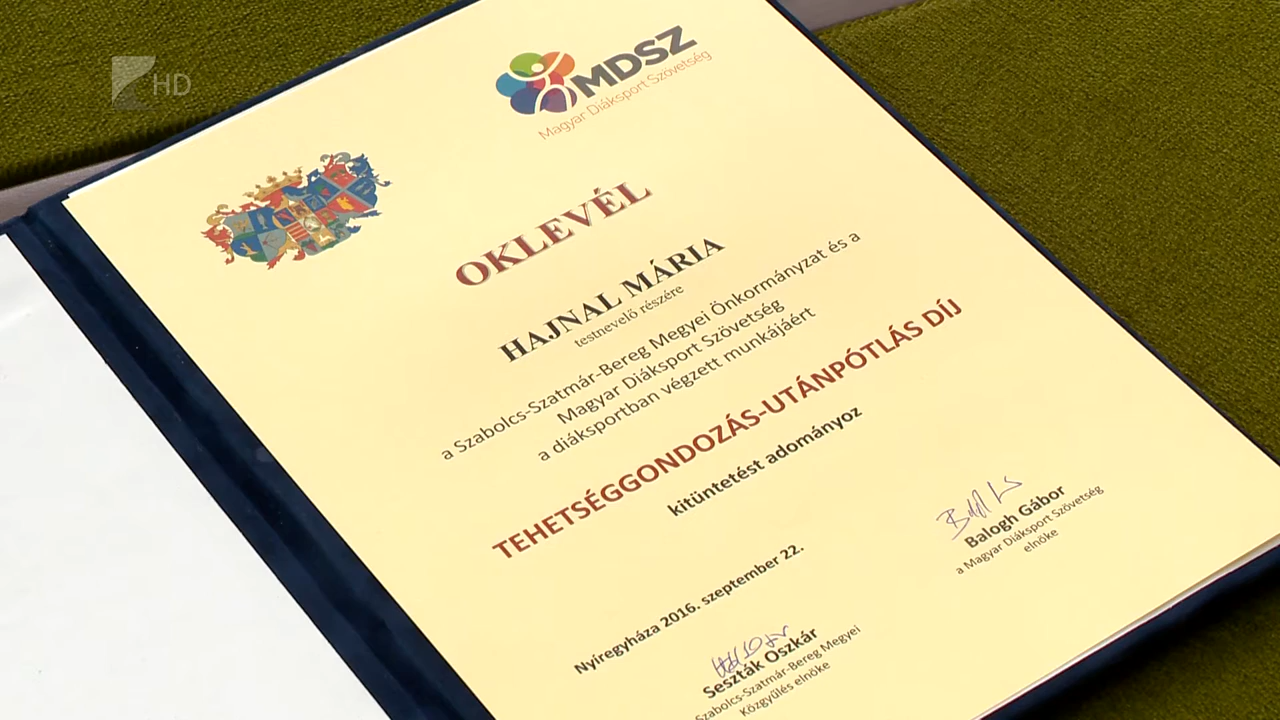 HD
MDSZ
Magyar Diáksport Szövetség
OKLEVÉL
HAJNAL MÁRIA
testnevelő részére
a Szabolcs-Szatmár-Bereg Megyei Önkormányzat és a
Magyar Diáksport Szövetség
a diáksportban végzett munkájáért
TEHETSÉGGONDOZÁS-UTÁNPÓTLÁS DÍJ
kitüntetést adományoz
Nyíregyháza 2016. szeptember 22.
Balogh Gábor
a Magyar Diáksport Szövetség
elnöke
Seszták Oszkár
Szabolcs-Szatmár-Bereg Megyei
Közgyűlés elnöke